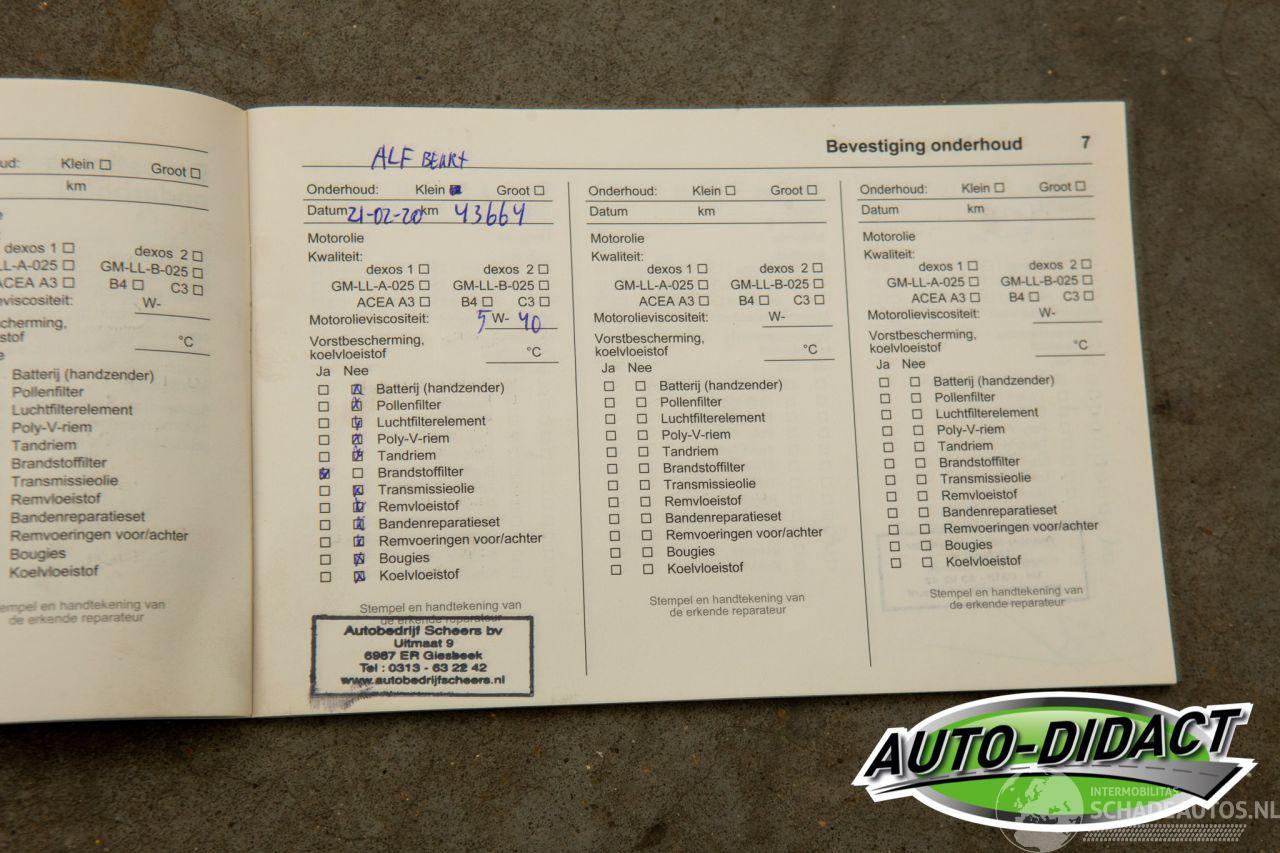 ud: Klein Groot
km
dexos 1 dexos 2
LL-A-025 GM-LL-B-025
ACEA A3 B4 C3
eviscositeit: W-
cherming,
stof °C
e
Batterij (handzender)
Pollenfilter
Luchtfilterelement
Poly-V-riem
Tandriem
Brandstoffilter
Transmissieolie
Remvloeistof
Bandenreparatieset
Remvoeringen voor/achter
Bougies
Koelvloeistof
empel en handtekening van
de erkende reparateur
Bevestiging onderhoud 7
ALF
Onderhoud: Klein Groot
Datum 21-02-20 km 43664
Motorolie
Kwaliteit:
dexos 1 dexos 2
GM-LL-A-025 GM-LL-B-025
ACEA A3 B4 C3
Motorolieviscositeit: 5 W- 40
Vorstbescherming,
koelvloeistof °C
Ja Nee
Batterij (handzender)
Pollenfilter
Luchtfilterelement
Poly-V-riem
Tandriem
Brandstoffilter
Transmissieolie
Remvloeistof
Bandenreparatieset
Remvoeringen voor/achter
Bougies
Koelvloeistof
Stempel en handtekening van
de erkende reparateur
Autobedrijf Scheers bv
Uitmaat 9
6987 ER Giesbeek
Tel : 0313 - 63 22 42
www.autobedrijfscheers.nl
Onderhoud: Klein Groot
Datum km
Motorolie
Kwaliteit:
dexos 1 dexos 2
GM-LL-A-025 GM-LL-B-025
ACEA A3 B4 C3
Motorolieviscositeit: W-
Vorstbescherming,
koelvloeistof °C
Ja Nee
Batterij (handzender)
Pollenfilter
Luchtfilterelement
Poly-V-riem
Tandriem
Brandstoffilter
Transmissieolie
Remvloeistof
Bandenreparatieset
Remvoeringen voor/achter
Bougies
Koelvloeistof
Stempel en handtekening van
de erkende reparateur
Onderhoud: Klein Groot
Datum km
Motorolie
Kwaliteit:
dexos 1 dexos 2
GM-LL-A-025 GM-LL-B-025
ACEA A3 B4 C3
Motorolieviscositeit: W-
Vorstbescherming,
koelvloeistof °C
Ja Nee
Batterij (handzender)
Pollenfilter
Luchtfilterelement
Poly-V-riem
Tandriem
Brandstoffilter
Transmissieolie
Remvloeistof
Bandenreparatieset
Remvoeringen voor/achter
Bougies
Koelvloeistof
Stempel en handtekening van
de erkende reparateur
AUTO-DIDACT
INTERMOBILITAS
SCHADEAUTOS.NL